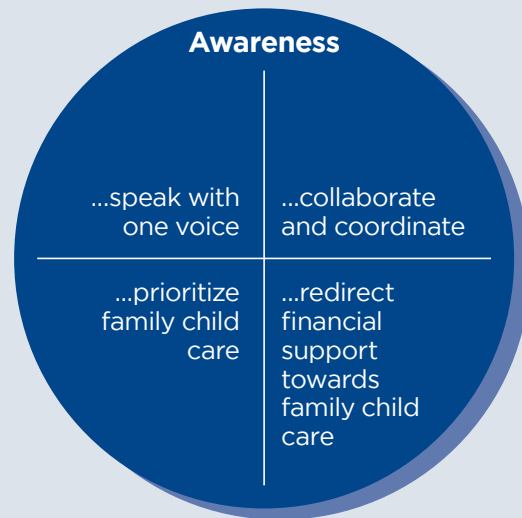 Awareness
...speak with
one voice
...collaborate
and coordinate
...prioritize
family child
care
...redirect
financial
support
towards
family child
care